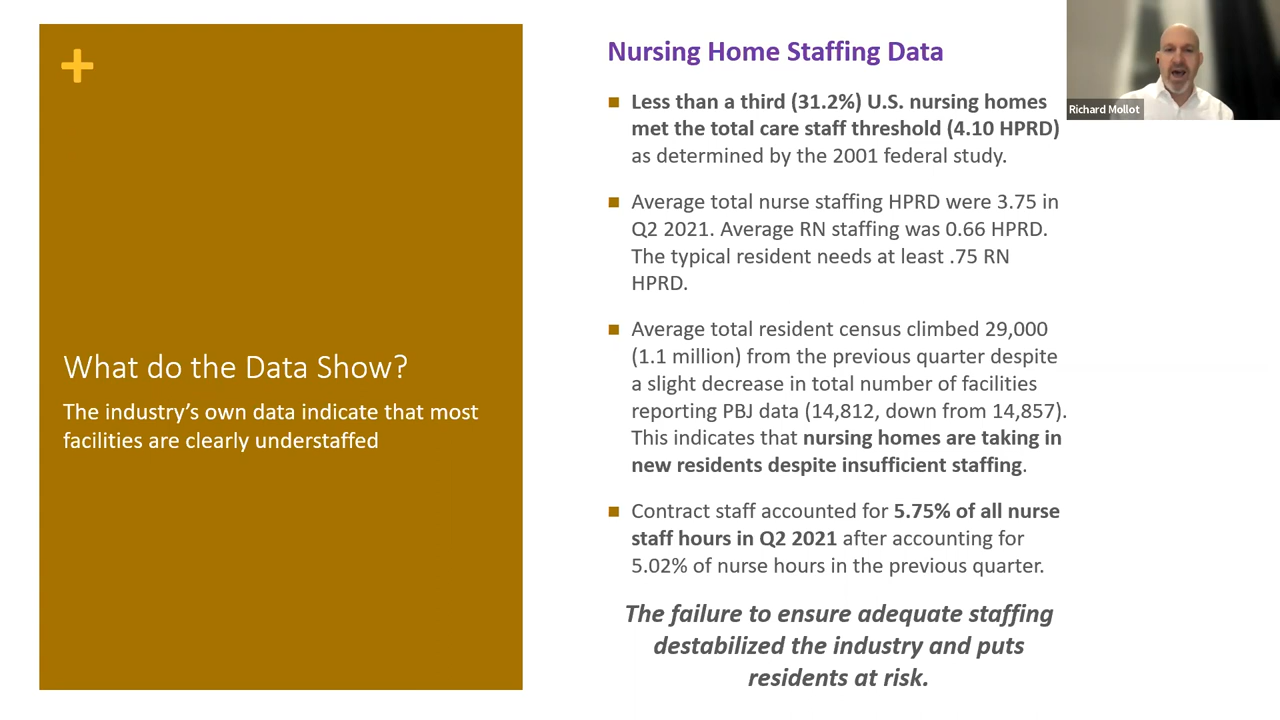 What do the Data Show?
The industry's own data indicate that most
facilities are clearly understaffed
Nursing Home Staffing Data
Less than a third (31.2%) U.S. nursing homes
met the total care staff threshold (4.10 HPRD)
as determined by the 2001 federal study.
Average total nurse staffing HPRD were 3.75 in
Q2 2021. Average RN staffing was 0.66 HPRD.
The typical resident needs at least .75 RN
HPRD.
Average total resident census climbed 29,000
(1.1 million) from the previous quarter despite
a slight decrease in total number of facilities
reporting PBJ data (14,812, down from 14,857).
This indicates that nursing homes are taking in
new residents despite insufficient staffing.
Contract staff accounted for 5.75% of all nurse
staff hours in Q2 2021 after accounting for
5.02% of nurse hours in the previous quarter.
The failure to ensure adequate staffing
destabilized the industry and puts
residents at risk.
Richard Mollot